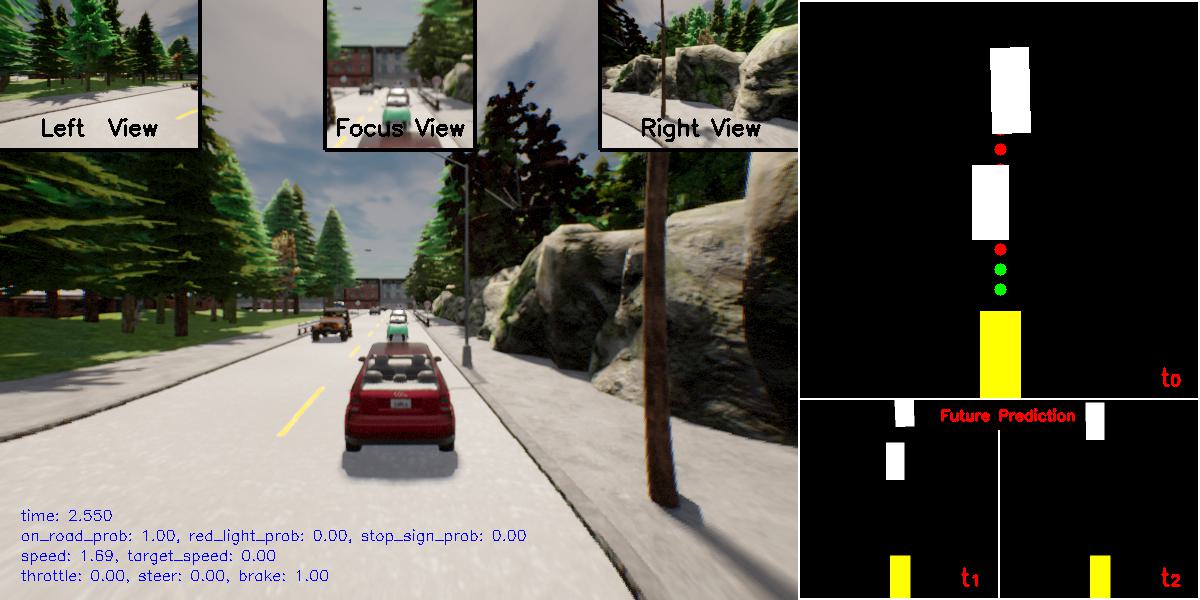 Left View
Focus View
Right View
time: 2.550
on_road_prob: 1.00, red_light_prob: 0.00, stop_sign_prob: 0.00
speed: 1.69, target_speed: 0.00
throttle: 0.00, steer: 0.00, brake: 1.00
t0
Future Prediction
t1
t2